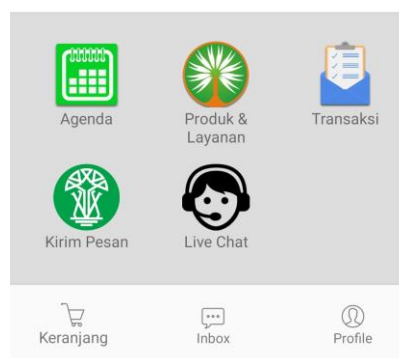 Agenda
Produk &
Layanan
Transaksi
Kirim Pesan
Live Chat
Keranjang
Inbox
Profile